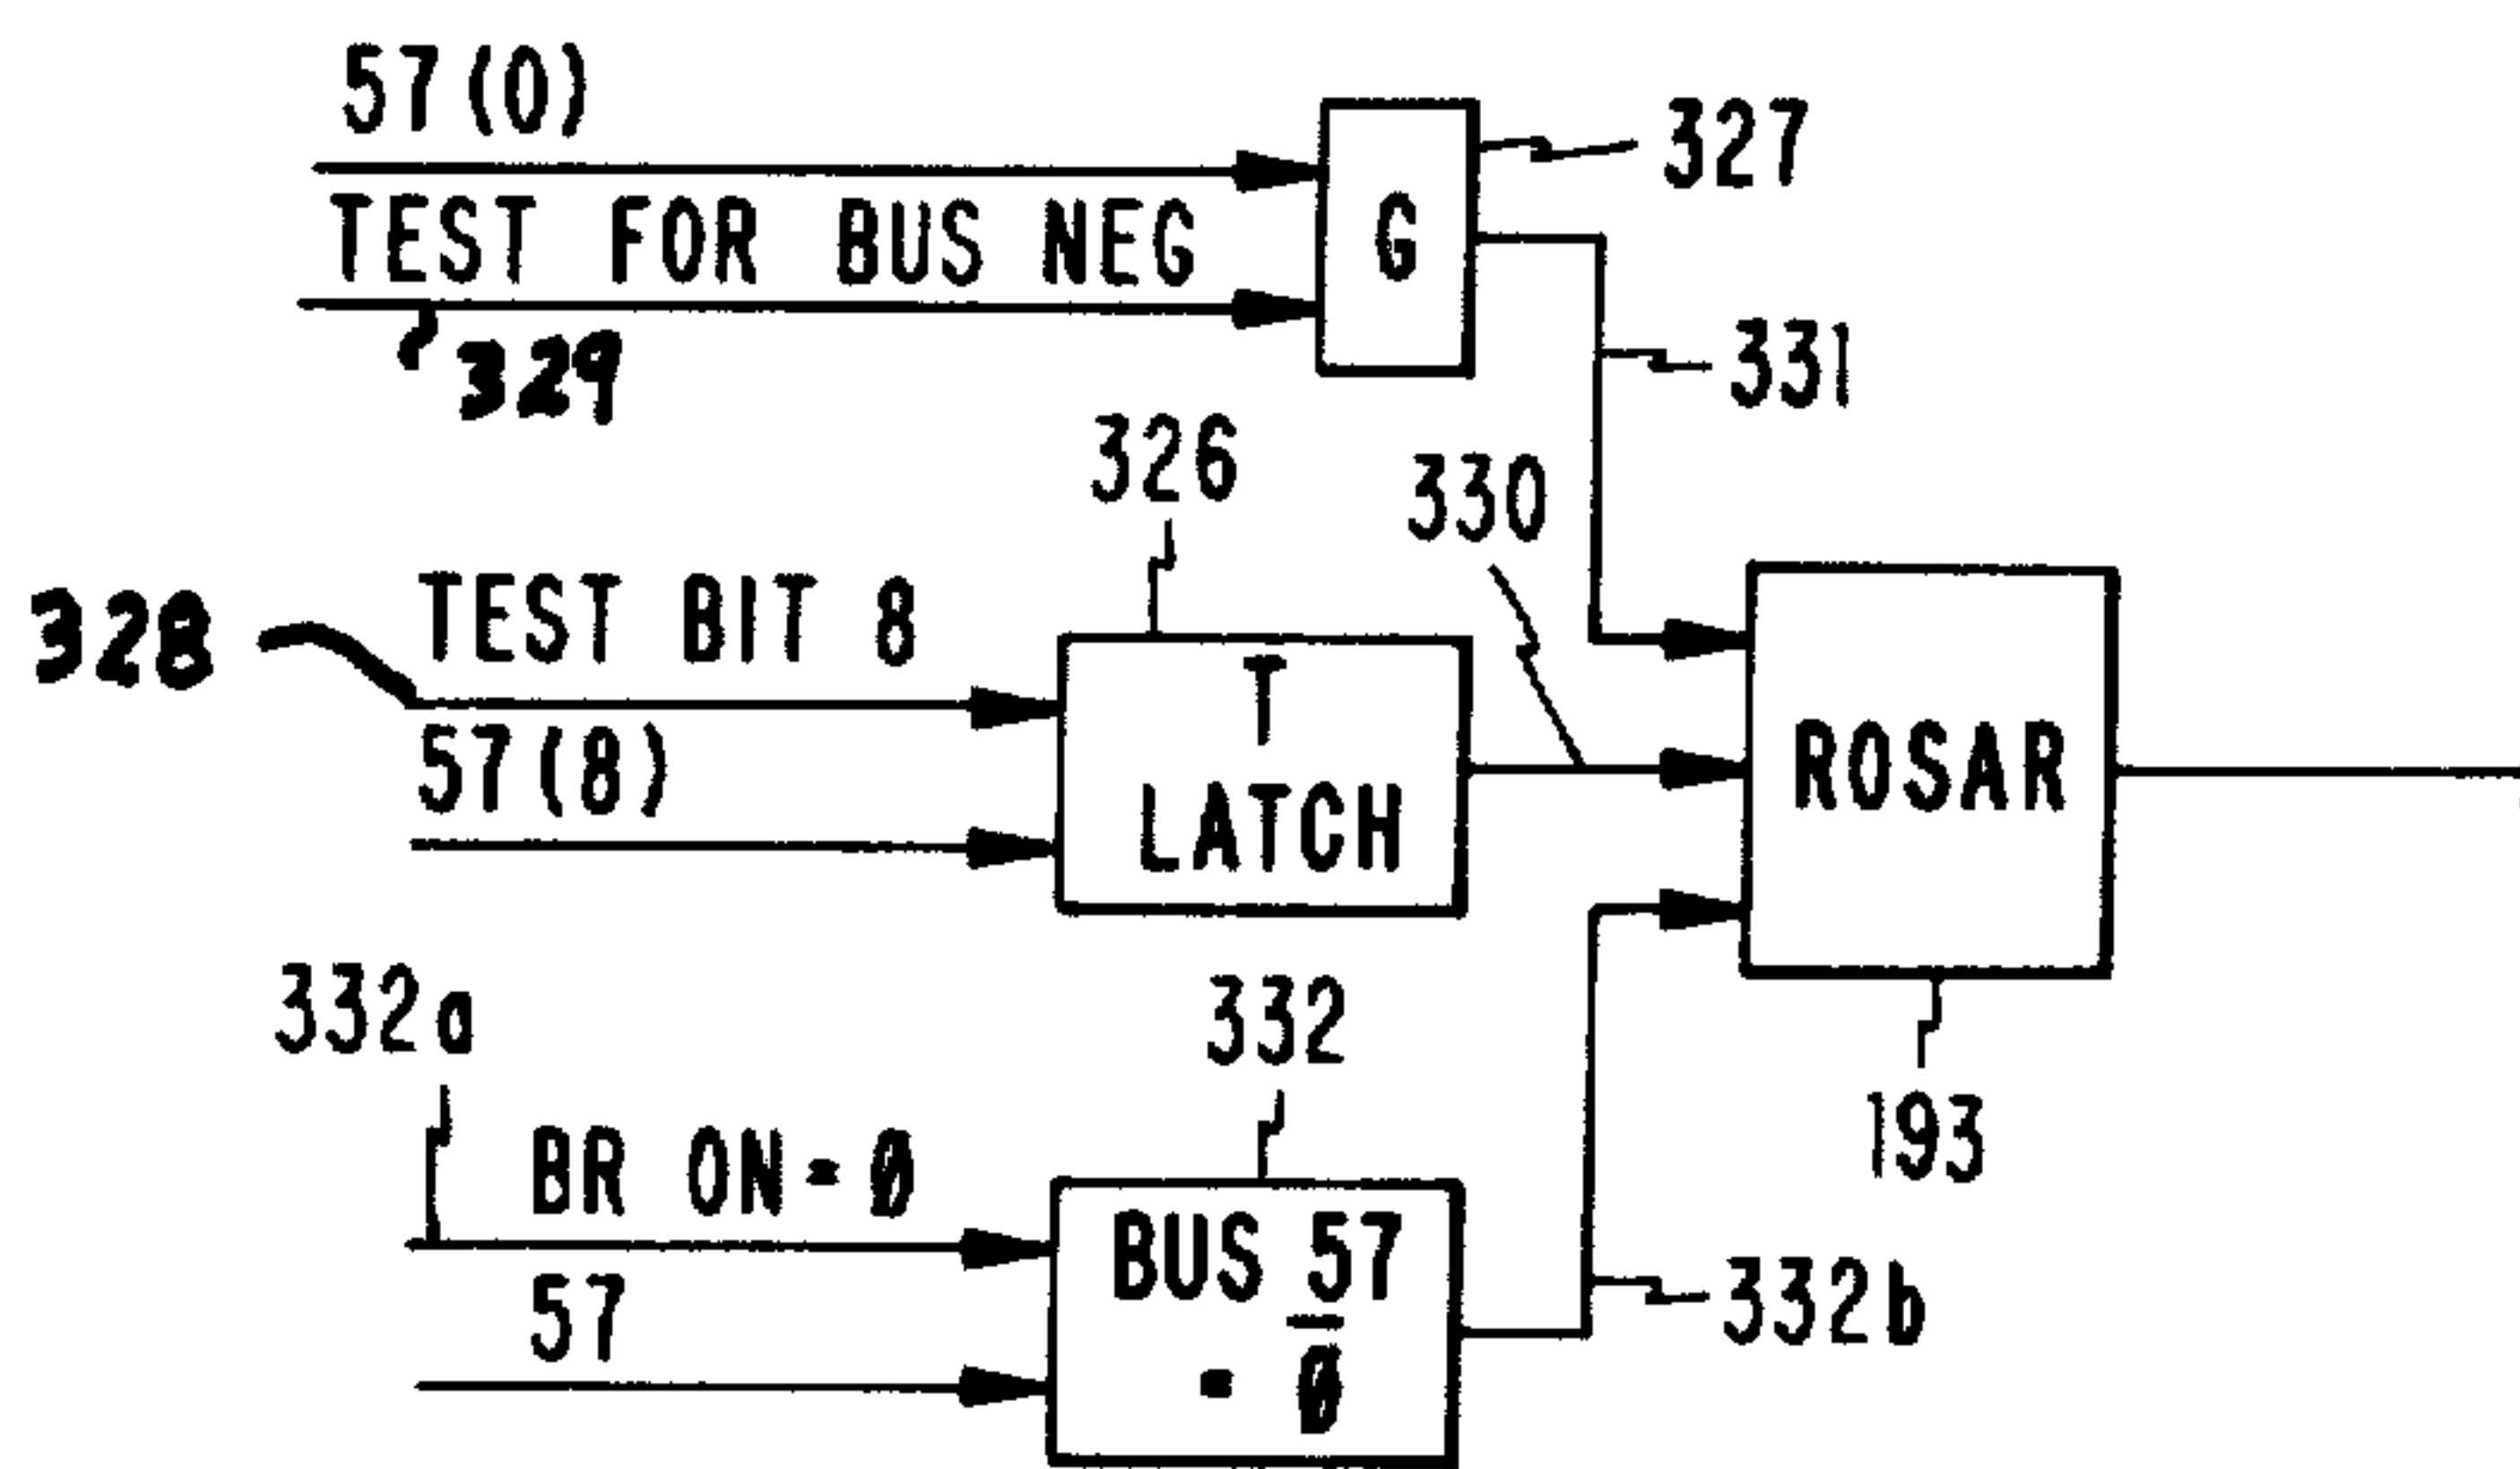 57(0)
327
TEST FOR BUS NEG
G
329
331
326
330
328
TEST BIT 8
T
LATCH
57(8)
ROSAR
332a
332
193
BR ON=Ø
BUS 57
= Ø
57
332b